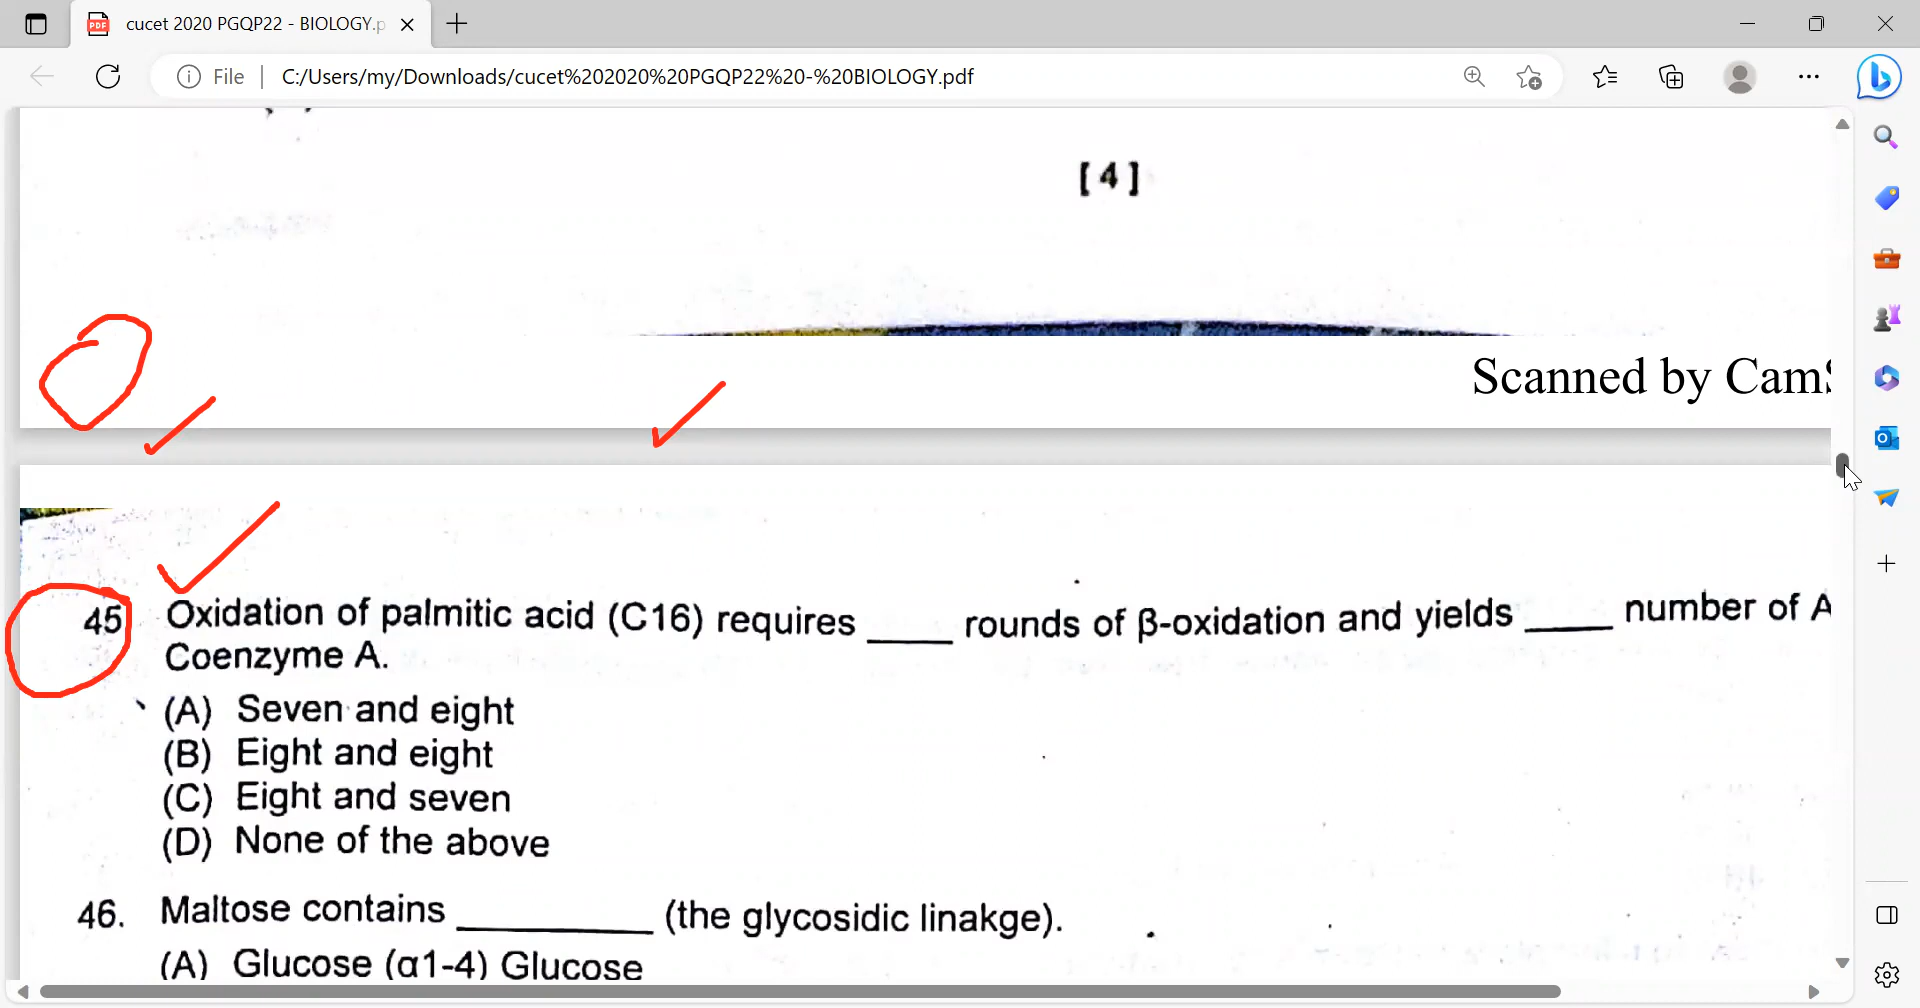 cucet 2020 PGQP22 - BIOLOGY.p
File
C:/Users/my/Downloads/cucet%202020%20PGQP22%20-%20BIOLOGY.pdf
[ 4 ]
Scanned by CamS
45 Oxidation of palmitic acid (C16) requires ____ rounds of β-oxidation and yields ____ number of A
Coenzyme A.
(A) Seven and eight
(B) Eight and eight
(C) Eight and seven
(D) None of the above
46. Maltose contains _________ (the glycosidic linakge).
(A) Glucose (α1-4) Glucose